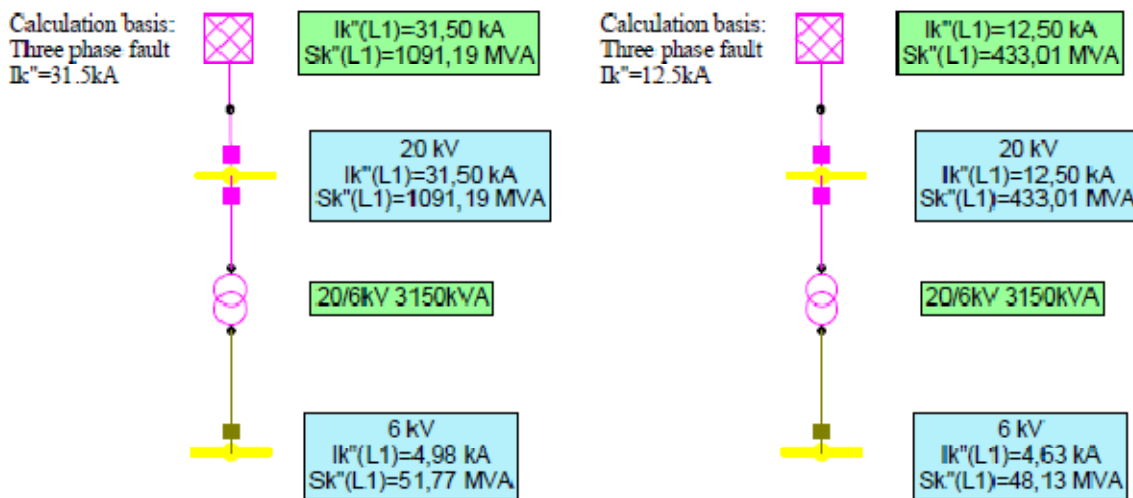 Calculation basis:
Three phase fault
Ik"=31.5kA
Ik"(L1)=31,50 kA
Sk"(L1)=1091,19 MVA
20 kV
Ik"(L1)=31,50 kA
Sk"(L1)=1091,19 MVA
20/6kV 3150kVA
6 kV
Ik"(L1)=4,98 kA
Sk"(L1)=51,77 MVA
Calculation basis:
Three phase fault
Ik"=12.5kA
Ik"(L1)=12,50 kA
Sk"(L1)=433,01 MVA
20 kV
Ik"(L1)=12,50 kA
Sk"(L1)=433,01 MVA
20/6kV 3150kVA
6 kV
Ik"(L1)=4,63 kA
Sk"(L1)=48,13 MVA